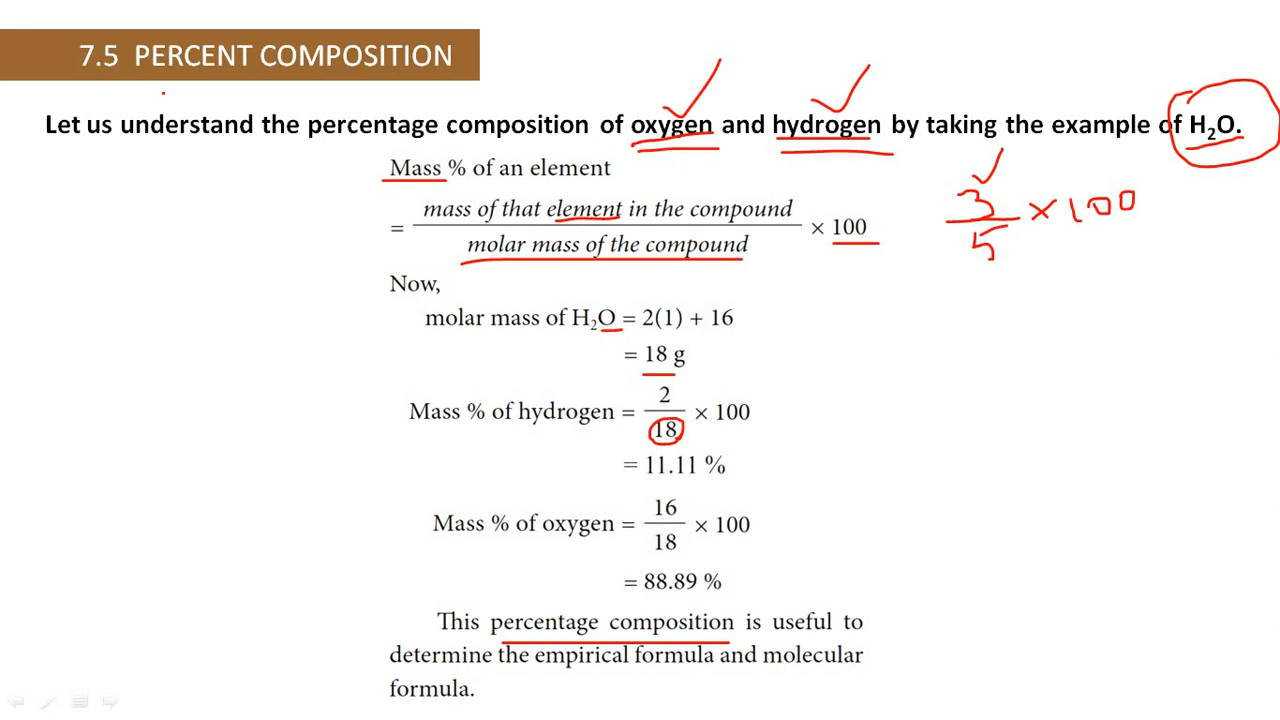 7.5 PERCENT COMPOSITION
Let us understand the percentage composition of oxygen and hydrogen by taking the example of H₂O.
Mass % of an element
= mass of that element in the compound / molar mass of the compound × 100
3/5 × 100
Now,
molar mass of H₂O = 2(1) + 16
= 18 g
Mass % of hydrogen = 2/18 × 100
= 11.11 %
Mass % of oxygen = 16/18 × 100
= 88.89 %
This percentage composition is useful to
determine the empirical formula and molecular
formula.